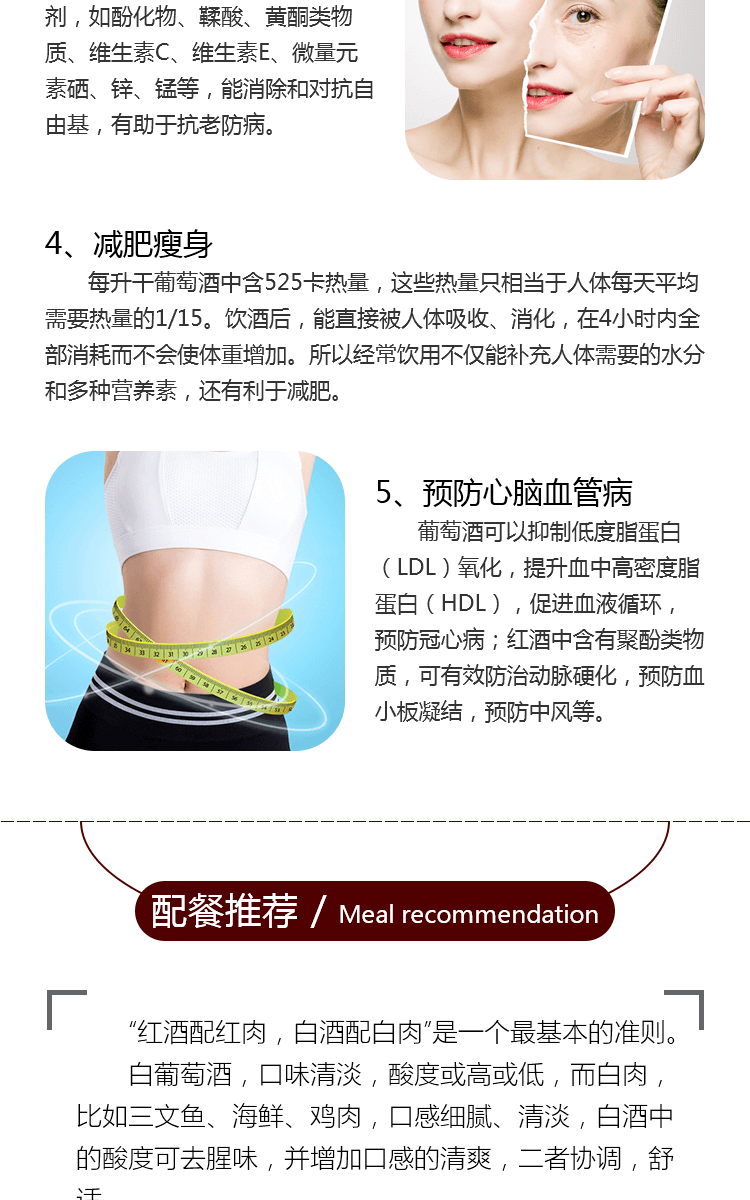 剂，如酚化物、鞣酸、黄酮类物
质、维生素C、维生素E、微量元
素硒、锌、锰等，能消除和对抗自
由基，有助于抗老防病。
4、减肥瘦身
每升干葡萄酒中含525卡热量，这些热量只相当于人体每天平均
需要热量的1/15。饮酒后，能直接被人体吸收、消化，在4小时内全
部消耗而不会使体重增加。所以经常饮用不仅能补充人体需要的水分
和多种营养素，还有利于减肥。
5、预防心脑血管病
葡萄酒可以抑制低度脂蛋白
（LDL）氧化，提升血中高密度脂
蛋白（HDL），促进血液循环，
预防冠心病；红酒中含有聚酚类物
质，可有效防治动脉硬化，预防血
小板凝结，预防中风等。
配餐推荐 / Meal recommendation
“红酒配红肉，白酒配白肉”是一个最基本的准则。
白葡萄酒，口味清淡，酸度或高或低，而白肉，
比如三文鱼、海鲜、鸡肉，口感细腻、清淡，白酒中
的酸度可去腥味，并增加口感的清爽，二者协调，舒